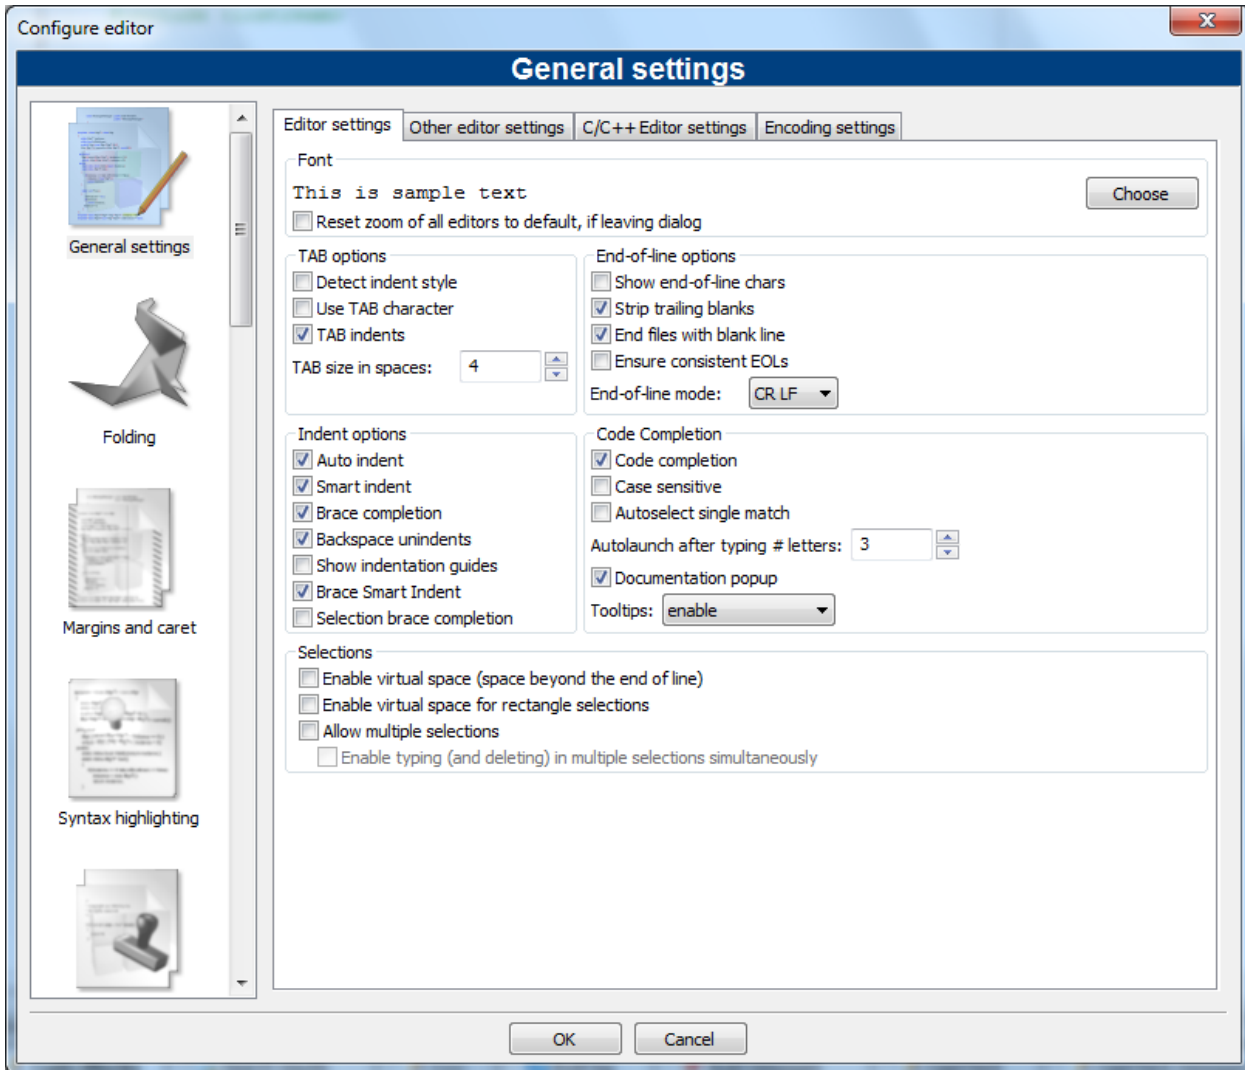 Configure editor
General settings
General settings
Folding
Margins and caret
Syntax highlighting
Editor settings
Other editor settings
C/C++ Editor settings
Encoding settings
Font
This is sample text
Choose
Reset zoom of all editors to default, if leaving dialog
TAB options
Detect indent style
Use TAB character
TAB indents
TAB size in spaces: 4
End-of-line options
Show end-of-line chars
Strip trailing blanks
End files with blank line
Ensure consistent EOLs
End-of-line mode: CR LF
Indent options
Auto indent
Smart indent
Brace completion
Backspace unindents
Show indentation guides
Brace Smart Indent
Selection brace completion
Code Completion
Code completion
Case sensitive
Autoselect single match
Autolaunch after typing # letters: 3
Documentation popup
Tooltips: enable
Selections
Enable virtual space (space beyond the end of line)
Enable virtual space for rectangle selections
Allow multiple selections
Enable typing (and deleting) in multiple selections simultaneously
OK
Cancel